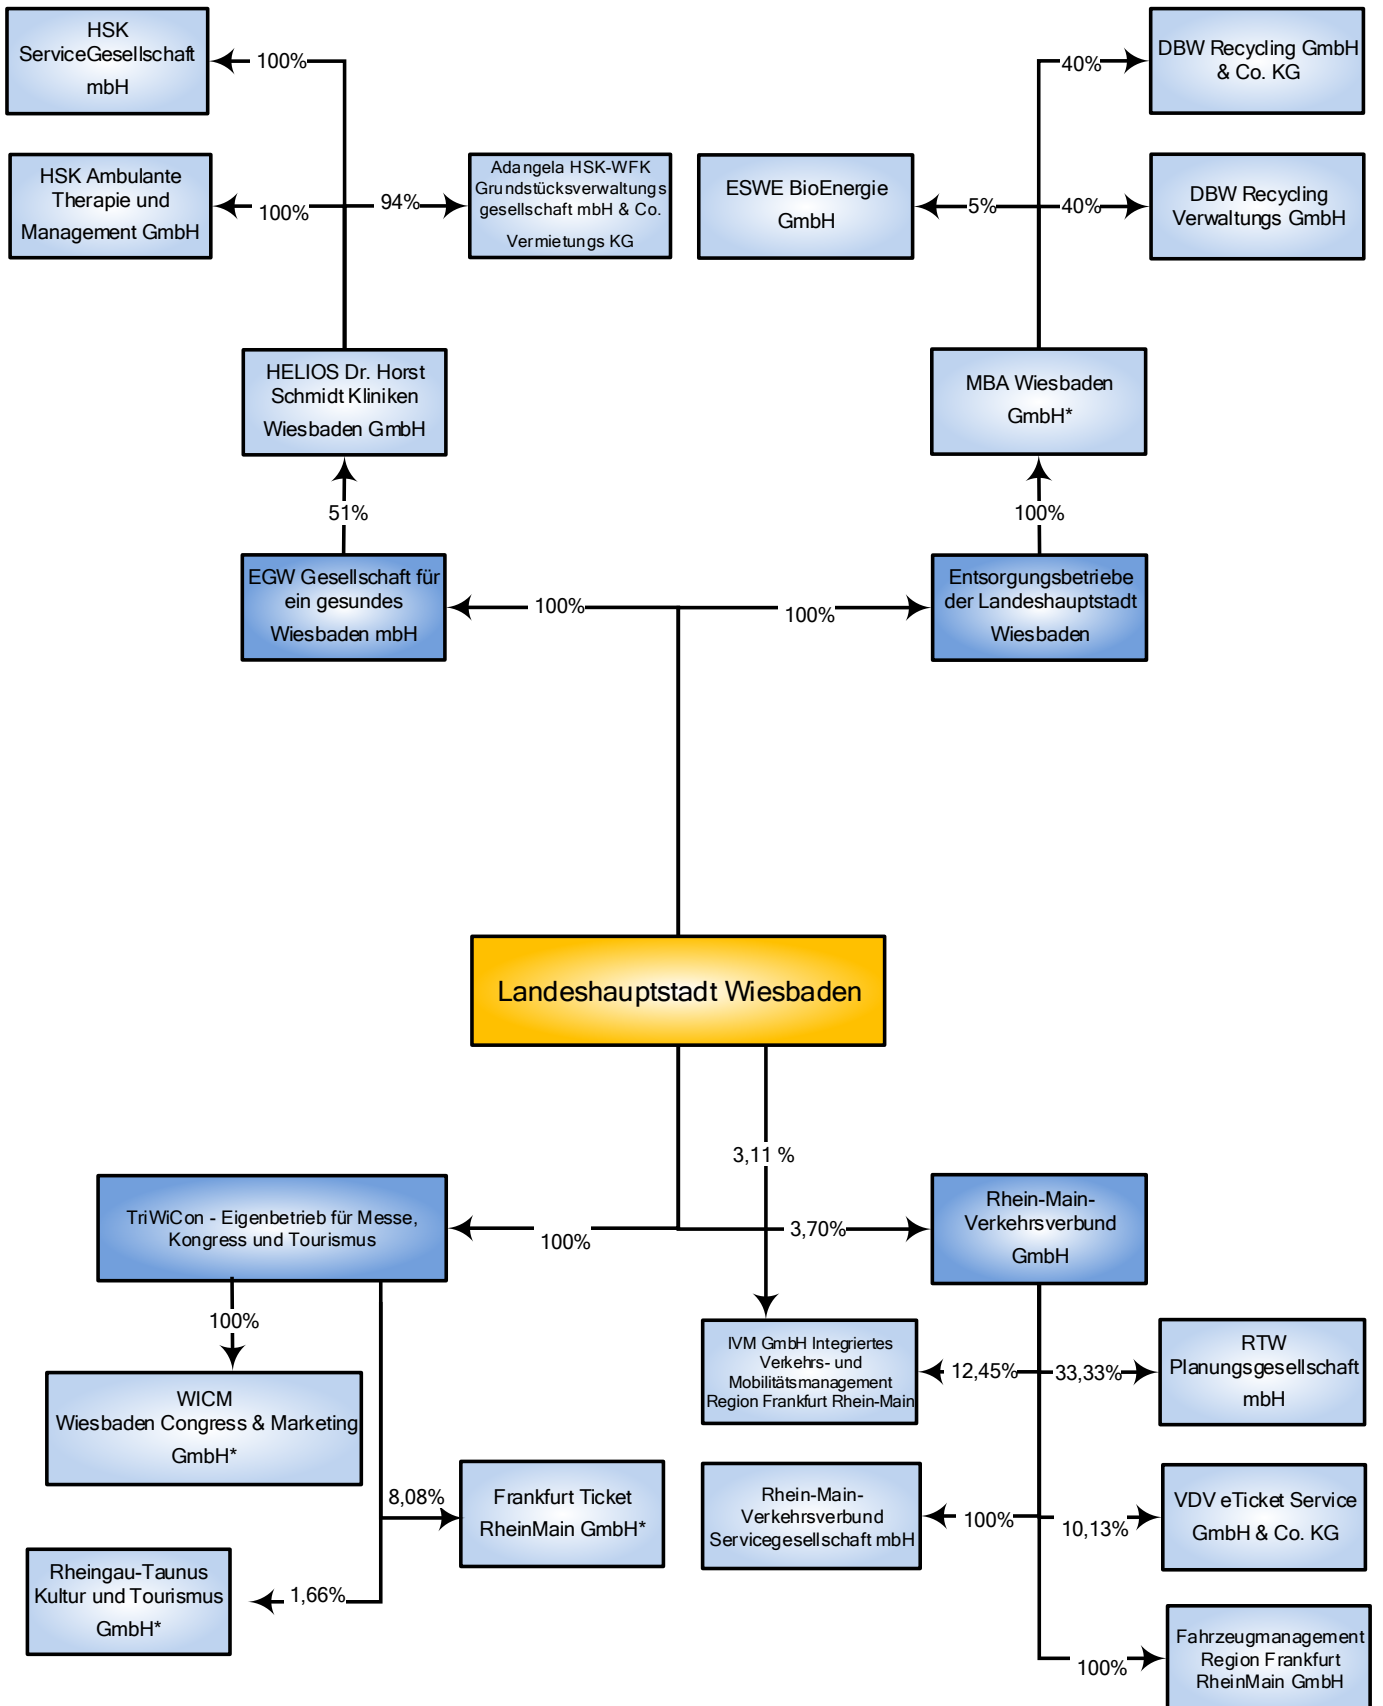 HSK
ServiceGesellschaft
mbH
100%
40%
DBW Recycling GmbH
& Co. KG
HSK Ambulante
Therapie und
Management GmbH
100%
94%
Adangela HSK-WFK
Grundstücksverwaltungs
gesellschaft mbH & Co.
Vermietungs KG
ESWE BioEnergie
GmbH
5%
40%
DBW Recycling
Verwaltungs GmbH
HELIOS Dr. Horst
Schmidt Kliniken
Wiesbaden GmbH
MBA Wiesbaden
GmbH*
51%
100%
EGW Gesellschaft für
ein gesundes
Wiesbaden mbH
100%
100%
Entsorgungsbetriebe
der Landeshauptstadt
Wiesbaden
Landeshauptstadt Wiesbaden
3,11 %
TriWiCon - Eigenbetrieb für Messe,
Kongress und Tourismus
100%
3,70%
Rhein-Main-
Verkehrsverbund
GmbH
100%
IVM GmbH Integriertes
Verkehrs- und
Mobilitätsmanagement
Region Frankfurt Rhein-Main
12,45%
33,33%
RTW
Planungsgesellschaft
mbH
WICM
Wiesbaden Congress & Marketing
GmbH*
8,08%
Frankfurt Ticket
RheinMain GmbH*
Rhein-Main-
Verkehrsverbund
Servicegesellschaft mbH
100%
10,13%
VDV eTicket Service
GmbH & Co. KG
Rheingau-Taunus
Kultur und Tourismus
GmbH*
1,66%
100%
Fahrzeugmanagement
Region Frankfurt
RheinMain GmbH